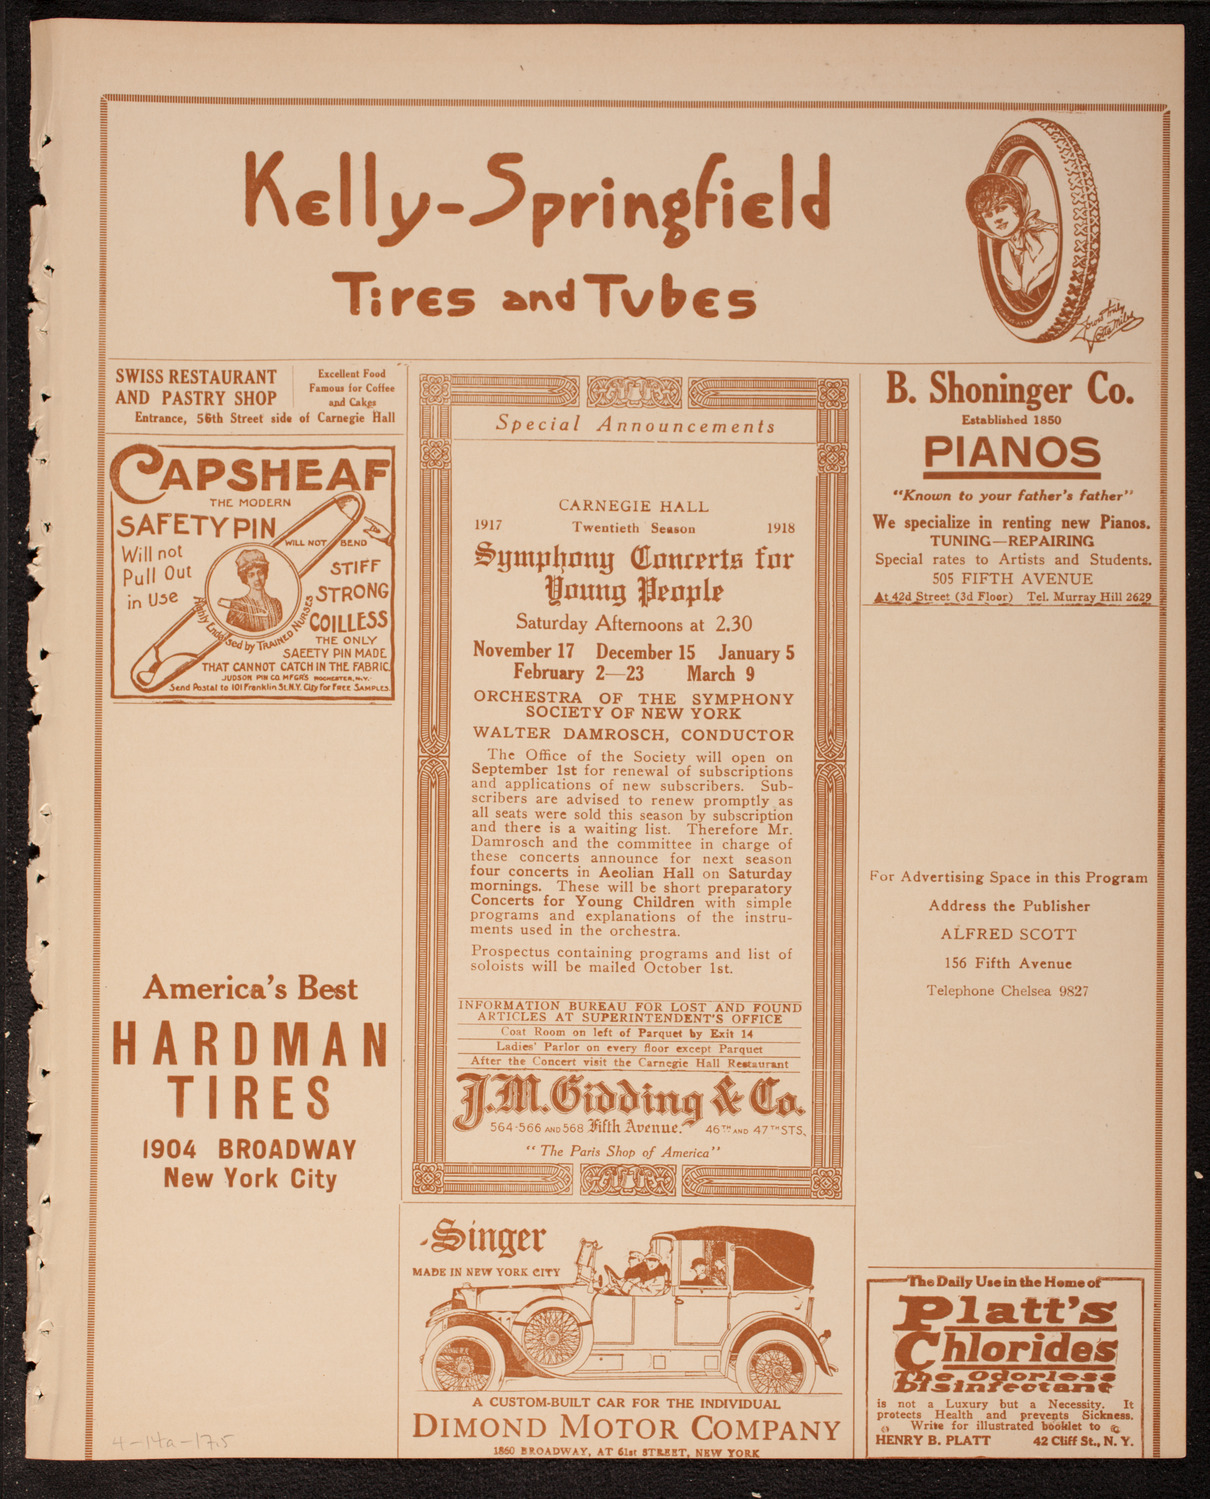 Kelly-Springfield
Tires and Tubes
SWISS RESTAURANT
AND PASTRY SHOP
Excellent Food
Famous for Coffee
and Cakes
Entrance, 56th Street side of Carnegie Hall
CAPSHEAF
THE MODERN
SAFETY PIN
WILL NOT BEND
Will not
Pull Out
in Use
STIFF
STRONG
COILLESS
Highly Endorsed by TRAINED NURSES
THE ONLY
SAFETY PIN MADE
THAT CANNOT CATCH IN THE FABRIC
JUDSON PIN CO. MFGRS ROCHESTER, N.Y.
Send Postal to 101 Franklin St. N.Y. City for FREE SAMPLES.
America's Best
HARDMAN
TIRES
1904 BROADWAY
New York City
Special Announcements
CARNEGIE HALL
1917 Twentieth Season 1918
Symphony Concerts for
Young People
Saturday Afternoons at 2.30
November 17 December 15 January 5
February 2—23 March 9
ORCHESTRA OF THE SYMPHONY
SOCIETY OF NEW YORK
WALTER DAMROSCH, CONDUCTOR
The Office of the Society will open on
September 1st for renewal of subscriptions
and applications of new subscribers. Sub-
scribers are advised to renew promptly as
all seats were sold this season by subscription
and there is a waiting list. Therefore Mr.
Damrosch and the committee in charge of
these concerts announce for next season
four concerts in Aeolian Hall on Saturday
mornings. These will be short preparatory
Concerts for Young Children with simple
programs and explanations of the instru-
ments used in the orchestra.
Prospectus containing programs and list of
soloists will be mailed October 1st.
INFORMATION BUREAU FOR LOST AND FOUND
ARTICLES AT SUPERINTENDENT'S OFFICE
Coat Room on left of Parquet by Exit 14
Ladies' Parlor on every floor except Parquet
After the Concert visit the Carnegie Hall Restaurant
J.M. Gidding & Co.
564-566 AND 568 Fifth Avenue. 46TH AND 47TH STS.
"The Paris Shop of America"
Singer
MADE IN NEW YORK CITY
A CUSTOM-BUILT CAR FOR THE INDIVIDUAL
DIMOND MOTOR COMPANY
1860 BROADWAY, AT 61st STREET, NEW YORK
B. Shoninger Co.
Established 1850
PIANOS
"Known to your father's father"
We specialize in renting new Pianos.
TUNING—REPAIRING
Special rates to Artists and Students.
505 FIFTH AVENUE
At 42d Street (3d Floor) Tel. Murray Hill 2629
For Advertising Space in this Program
Address the Publisher
ALFRED SCOTT
156 Fifth Avenue
Telephone Chelsea 9827
The Daily Use in the Home of
Platt's
Chlorides
The Odorless
Disinfectant
is not a Luxury but a Necessity. It
protects Health and prevents Sickness.
Write for illustrated booklet to
HENRY B. PLATT 42 Cliff St., N. Y.
4-14a-17.5